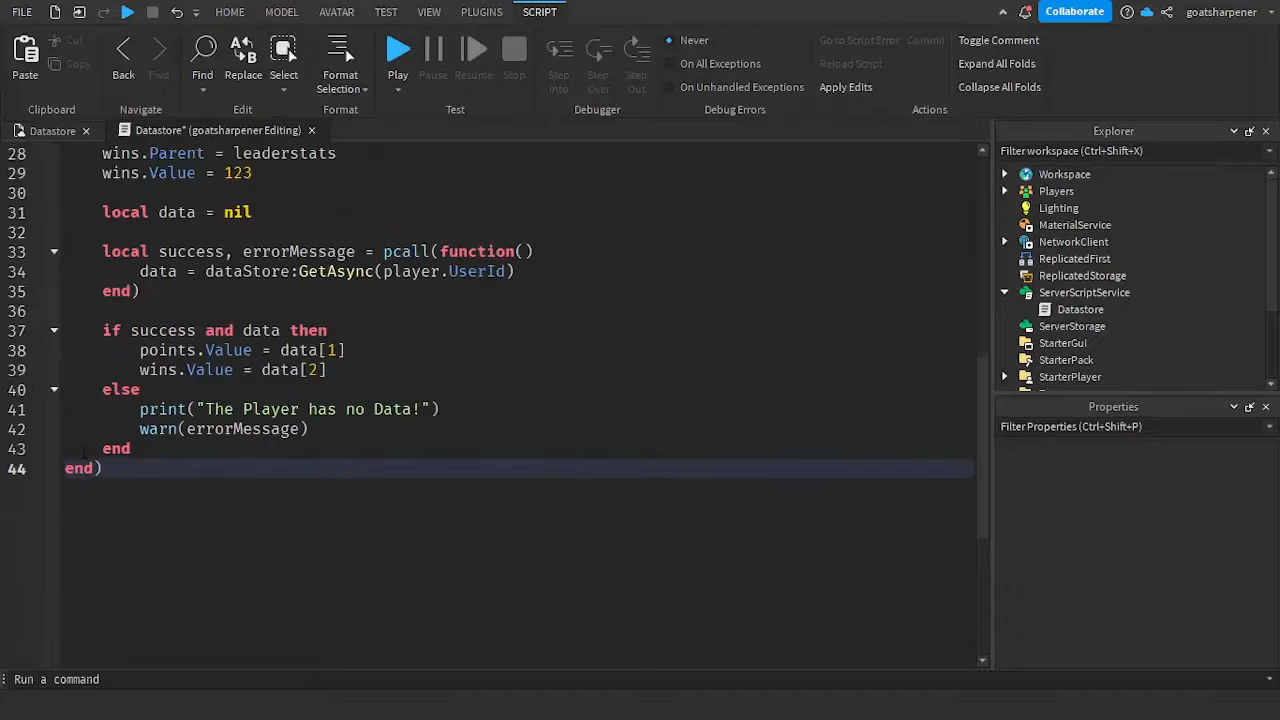 FILE HOME MODEL AVATAR TEST VIEW PLUGINS SCRIPT Collaborate goatsharpener
Paste Cut Copy Back Fwd Find Replace Select Format Selection Play Pause Resume Stop Step Into Step Over Step Out Never On All Exceptions On Unhandled Exceptions Go to Script Error Commit Reload Script Apply Edits Toggle Comment Expand All Folds Collapse All Folds
Clipboard Navigate Edit Format Test Debugger Debug Errors Actions
Datastore Datastore* (goatsharpener Editing)
28 wins.Parent = leaderstats
29 wins.Value = 123
30
31 local data = nil
32
33 local success, errorMessage = pcall(function()
34 data = dataStore:GetAsync(player.UserId)
35 end)
36
37 if success and data then
38 points.Value = data[1]
39 wins.Value = data[2]
40 else
41 print("The Player has no Data!")
42 warn(errorMessage)
43 end
44 end)
Explorer
Filter workspace (Ctrl+Shift+X)
Workspace
Players
Lighting
MaterialService
NetworkClient
ReplicatedFirst
ReplicatedStorage
ServerScriptService
Datastore
ServerStorage
StarterGui
StarterPack
StarterPlayer
Properties
Filter Properties (Ctrl+Shift+P)
Run a command